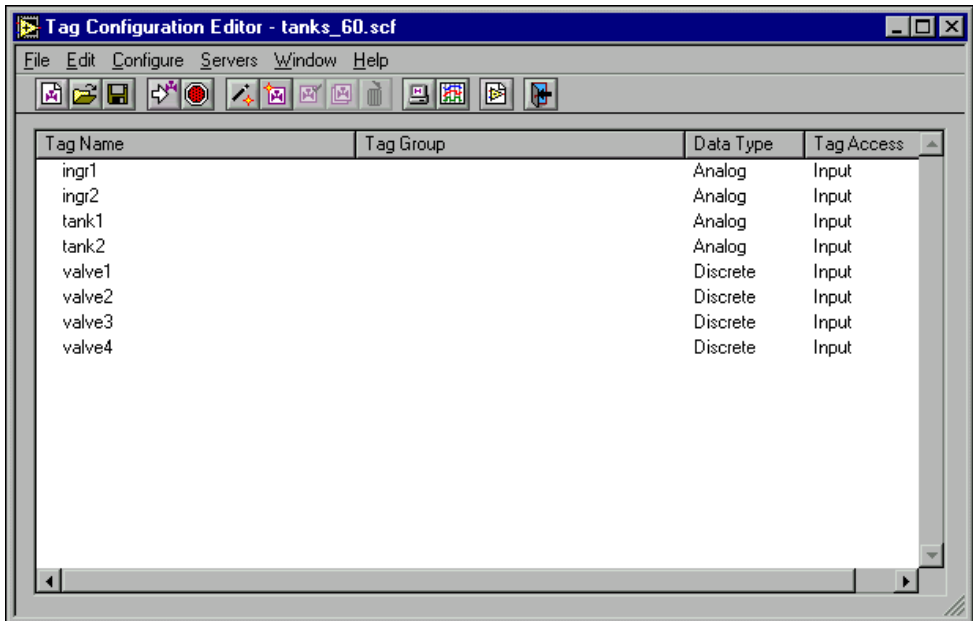 Tag Configuration Editor - tanks_60.scf
File Edit Configure Servers Window Help
Tag Name Tag Group Data Type Tag Access
ingr1 Analog Input
ingr2 Analog Input
tank1 Analog Input
tank2 Analog Input
valve1 Discrete Input
valve2 Discrete Input
valve3 Discrete Input
valve4 Discrete Input